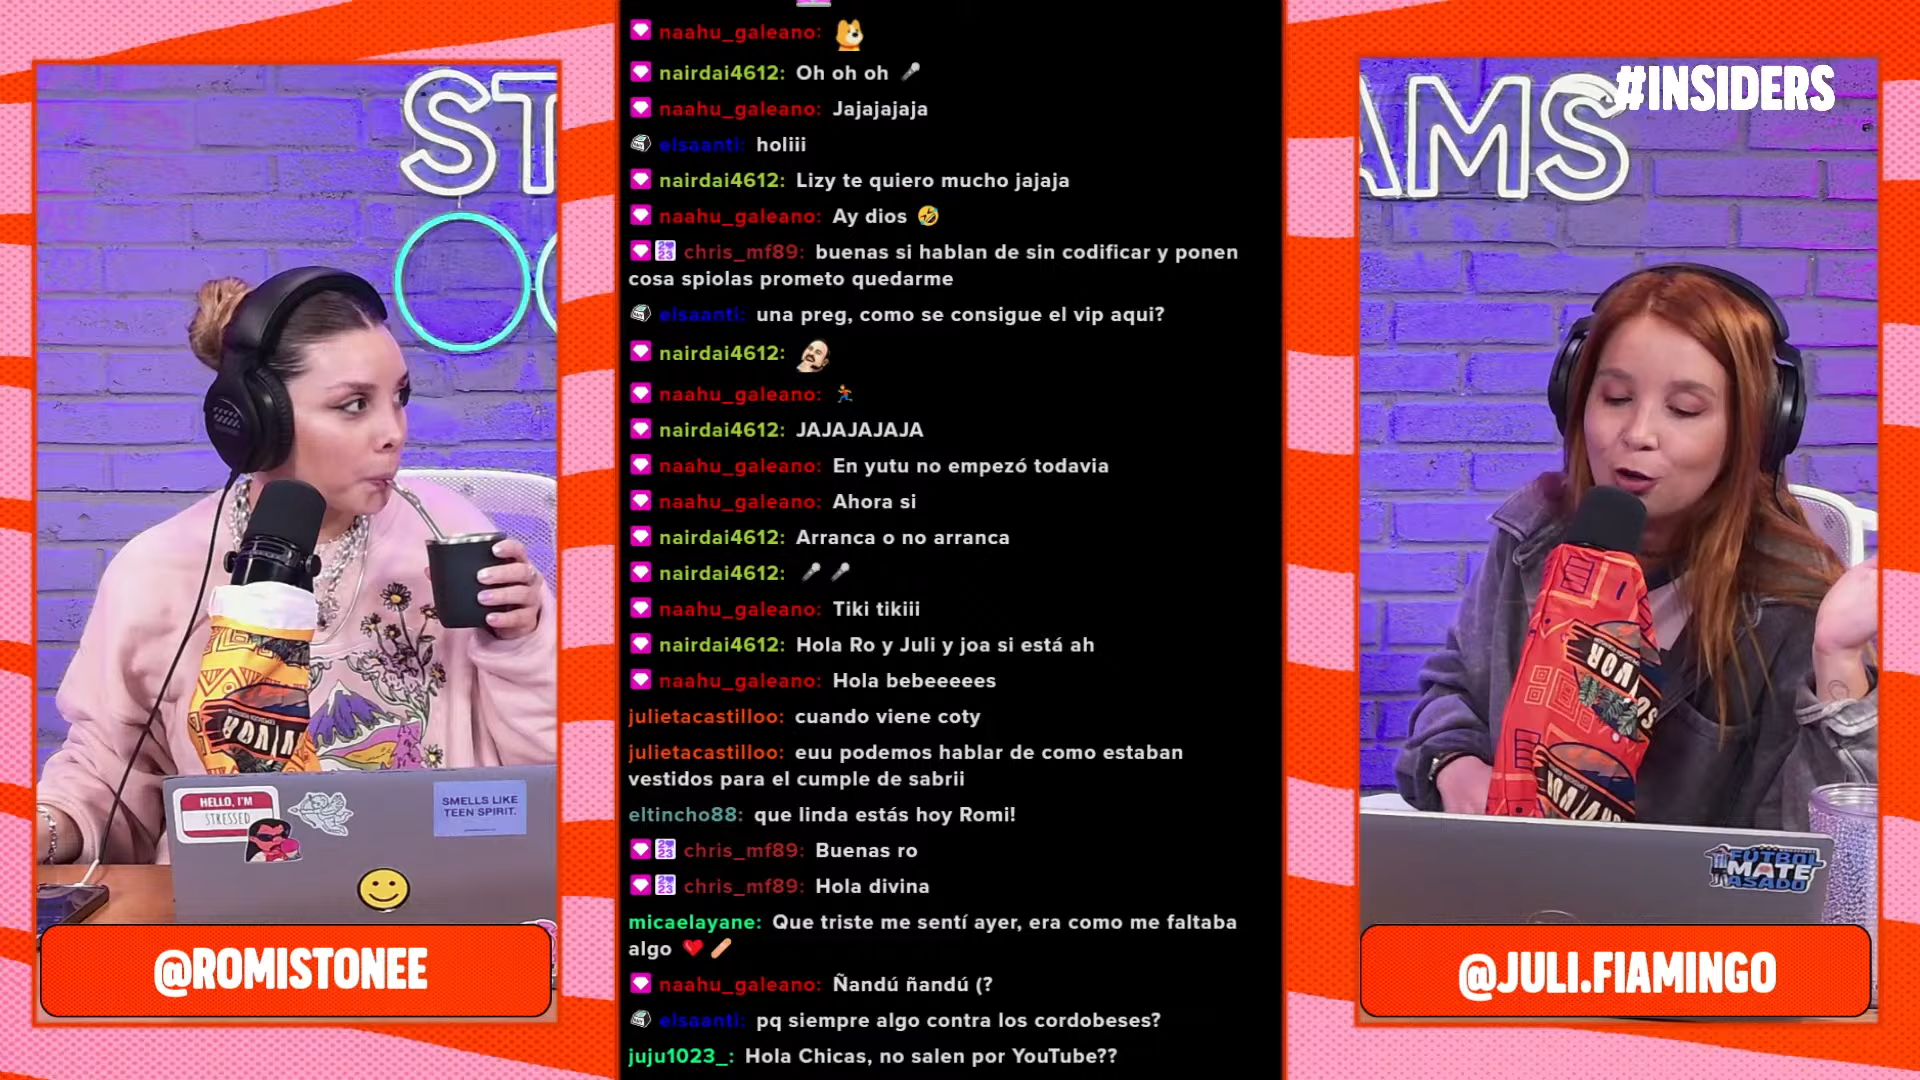 ST
AMS
#INSIDERS
naahu_galeano:
nairdai4612: Oh oh oh 🎤
naahu_galeano: Jajajajaja
elsaanti: holiii
nairdai4612: Lizy te quiero mucho jajaja
naahu_galeano: Ay dios 🤣
chris_mf89: buenas si hablan de sin codificar y ponen
cosa spiolas prometo quedarme
elsaanti: una preg, como se consigue el vip aqui?
nairdai4612:
naahu_galeano:
nairdai4612: JAJAJAJAJA
naahu_galeano: En yutu no empezó todavia
naahu_galeano: Ahora si
nairdai4612: Arranca o no arranca
nairdai4612: 🎤 🎤
naahu_galeano: Tiki tikiii
nairdai4612: Hola Ro y Juli y joa si está ah
naahu_galeano: Hola bebeeeees
julietacastilloo: cuando viene coty
julietacastilloo: euu podemos hablar de como estaban
vestidos para el cumple de sabrii
eltincho88: que linda estás hoy Romi!
chris_mf89: Buenas ro
chris_mf89: Hola divina
micaelayane: Que triste me sentí ayer, era como me faltaba
algo ❤️ 🩹
naahu_galeano: Ñandú ñandú (?
elsaanti: pq siempre algo contra los cordobeses?
juju1023_: Hola Chicas, no salen por YouTube??
HELLO, I'M
STRESSED
SMELLS LIKE
TEEN SPIRIT.
FÚTBOL
MATE
ASADO
@ROMISTONEE
@JULI.FIAMINGO